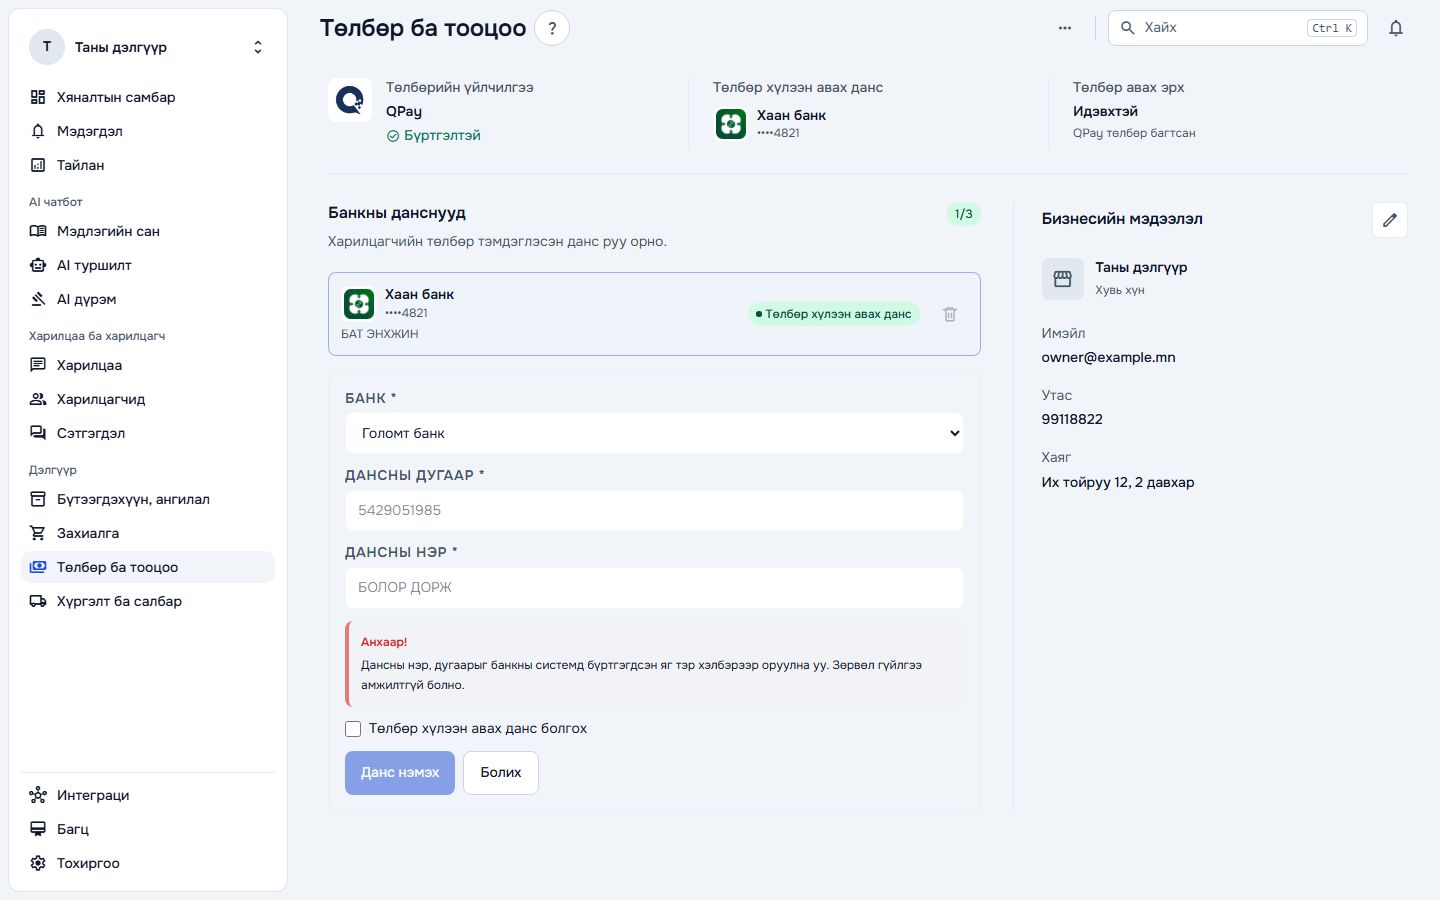 Т Таны дэлгүүр
Хяналтын самбар
Мэдэгдэл
Тайлан
AI чатбот
Мэдлэгийн сан
AI туршилт
AI дүрэм
Харилцаа ба харилцагч
Харилцаа
Харилцагчид
Сэтгэгдэл
Дэлгүүр
Бүтээгдэхүүн, ангилал
Захиалга
Төлбөр ба тооцоо
Хүргэлт ба салбар
Интеграци
Багц
Тохиргоо
Төлбөр ба тооцоо ?
Хайх Ctrl K
Төлбөрийн үйлчилгээ
QPay
Бүртгэлтэй
Төлбөр хүлээн авах данс
Хаан банк
••••4821
Төлбөр авах эрх
Идэвхтэй
QPay төлбөр багтсан
Банкны данснууд 1/3
Харилцагчийн төлбөр тэмдэглэсэн данс руу орно.
Хаан банк
••••4821
БАТ ЭНХЖИН
Төлбөр хүлээн авах данс
БАНК *
Голомт банк
ДАНСНЫ ДУГААР *
5429051985
ДАНСНЫ НЭР *
БОЛОР ДОРЖ
Анхаар!
Дансны нэр, дугаарыг банкны системд бүртгэгдсэн яг тэр хэлбэрээр оруулна уу. Зөрвөл гүйлгээ
амжилтгүй болно.
Төлбөр хүлээн авах данс болгох
Данс нэмэх Болих
Бизнесийн мэдээлэл
Таны дэлгүүр
Хувь хүн
Имэйл
owner@example.mn
Утас
99118822
Хаяг
Их тойруу 12, 2 давхар